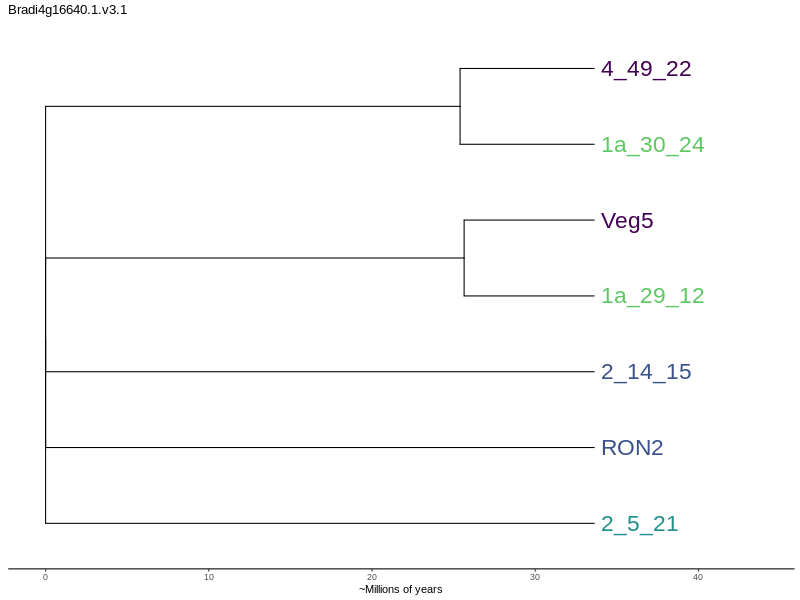 Bradi4g16640.1.v3.1
4_49_22
1a_30_24
Veg5
1a_29_12
2_14_15
RON2
2_5_21
0 10 20 30 40
~Millions of years